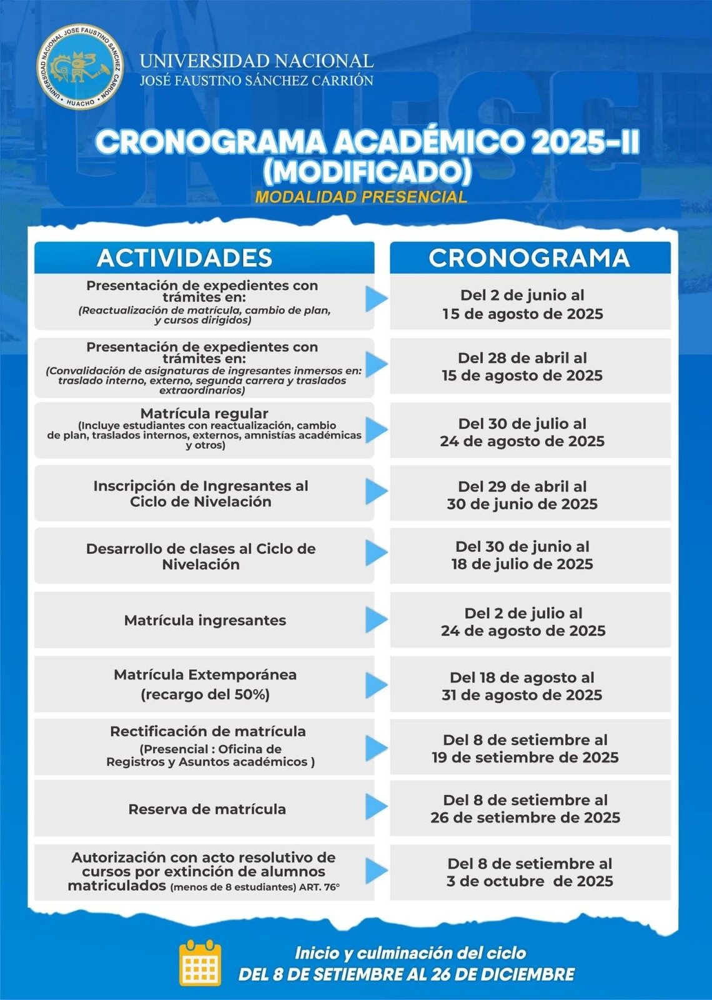 UNIVERSIDAD NACIONAL JOSE FAUSTINO SANCHEZ CARRION
• HUACHO •
UNIVERSIDAD NACIONAL
JOSÉ FAUSTINO SÁNCHEZ CARRIÓN
UNJFSC
CRONOGRAMA ACADÉMICO 2025-II
(MODIFICADO)
MODALIDAD PRESENCIAL
ACTIVIDADES
CRONOGRAMA
Presentación de expedientes con
trámites en:
(Reactualización de matrícula, cambio de plan,
y cursos dirigidos)
Del 2 de junio al
15 de agosto de 2025
Presentación de expedientes con
trámites en:
(Convalidación de asignaturas de ingresantes inmersos en:
traslado interno, externo, segunda carrera y traslados
extraordinarios)
Del 28 de abril al
15 de agosto de 2025
Matrícula regular
(Incluye estudiantes con reactualización, cambio
de plan, traslados internos, externos, amnistías académicas
y otros)
Del 30 de julio al
24 de agosto de 2025
Inscripción de Ingresantes al
Ciclo de Nivelación
Del 29 de abril al
30 de junio de 2025
Desarrollo de clases al Ciclo de
Nivelación
Del 30 de junio al
18 de julio de 2025
Matrícula ingresantes
Del 2 de julio al
24 de agosto de 2025
Matrícula Extemporánea
(recargo del 50%)
Del 18 de agosto al
31 de agosto de 2025
Rectificación de matrícula
(Presencial : Oficina de
Registros y Asuntos académicos )
Del 8 de setiembre al
19 de setiembre de 2025
Reserva de matrícula
Del 8 de setiembre al
26 de setiembre de 2025
Autorización con acto resolutivo de
cursos por extinción de alumnos
matriculados (menos de 8 estudiantes) ART. 76°
Del 8 de setiembre al
3 de octubre de 2025
Inicio y culminación del ciclo
DEL 8 DE SETIEMBRE AL 26 DE DICIEMBRE